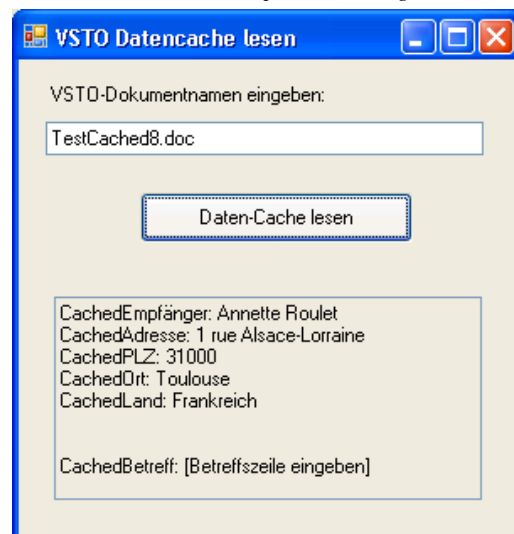 VSTO Datencache lesen
VSTO-Dokumentnamen eingeben:
TestCached8.doc
Daten-Cache lesen
CachedEmpfänger: Annette Roulet
CachedAdresse: 1 rue Alsace-Lorraine
CachedPLZ: 31000
CachedOrt: Toulouse
CachedLand: Frankreich
CachedBetreff: [Betreffszeile eingeben]